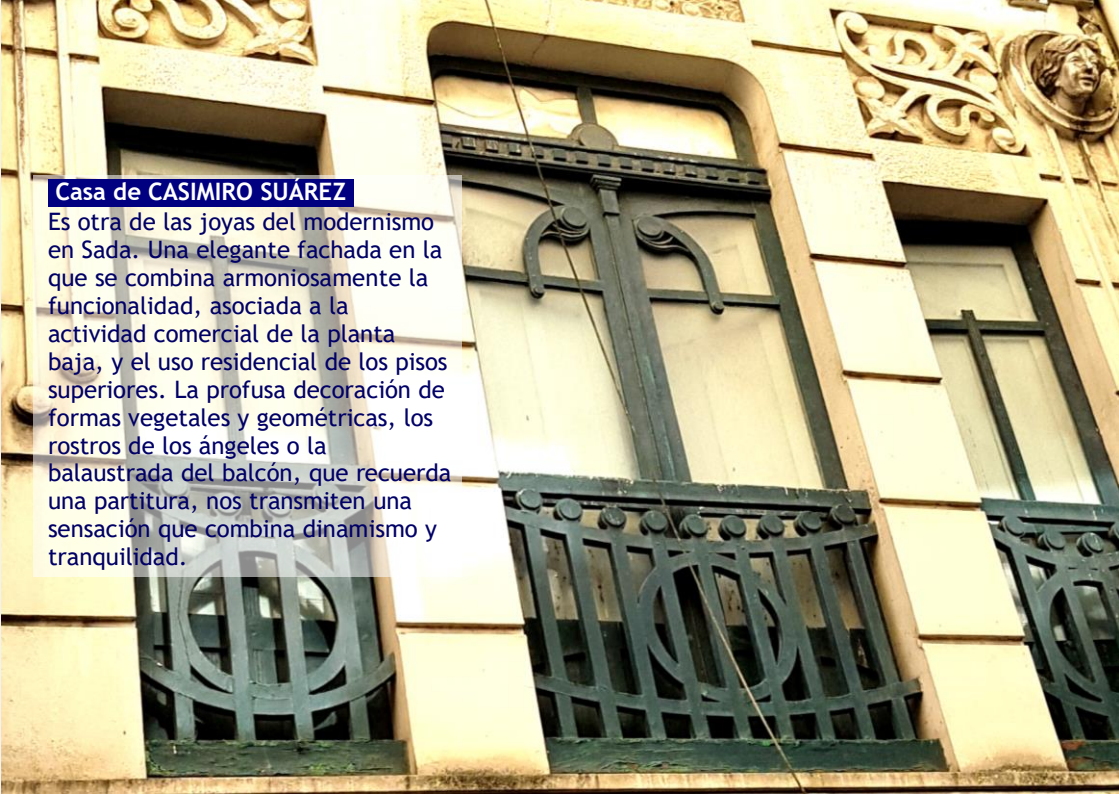 Casa de CASIMIRO SUÁREZ
Es otra de las joyas del modernismo
en Sada. Una elegante fachada en la
que se combina armoniosamente la
funcionalidad, asociada a la
actividad comercial de la planta
baja, y el uso residencial de los pisos
superiores. La profusa decoración de
formas vegetales y geométricas, los
rostros de los ángeles o la
balaustrada del balcón, que recuerda
una partitura, nos transmiten una
sensación que combina dinamismo y
tranquilidad.